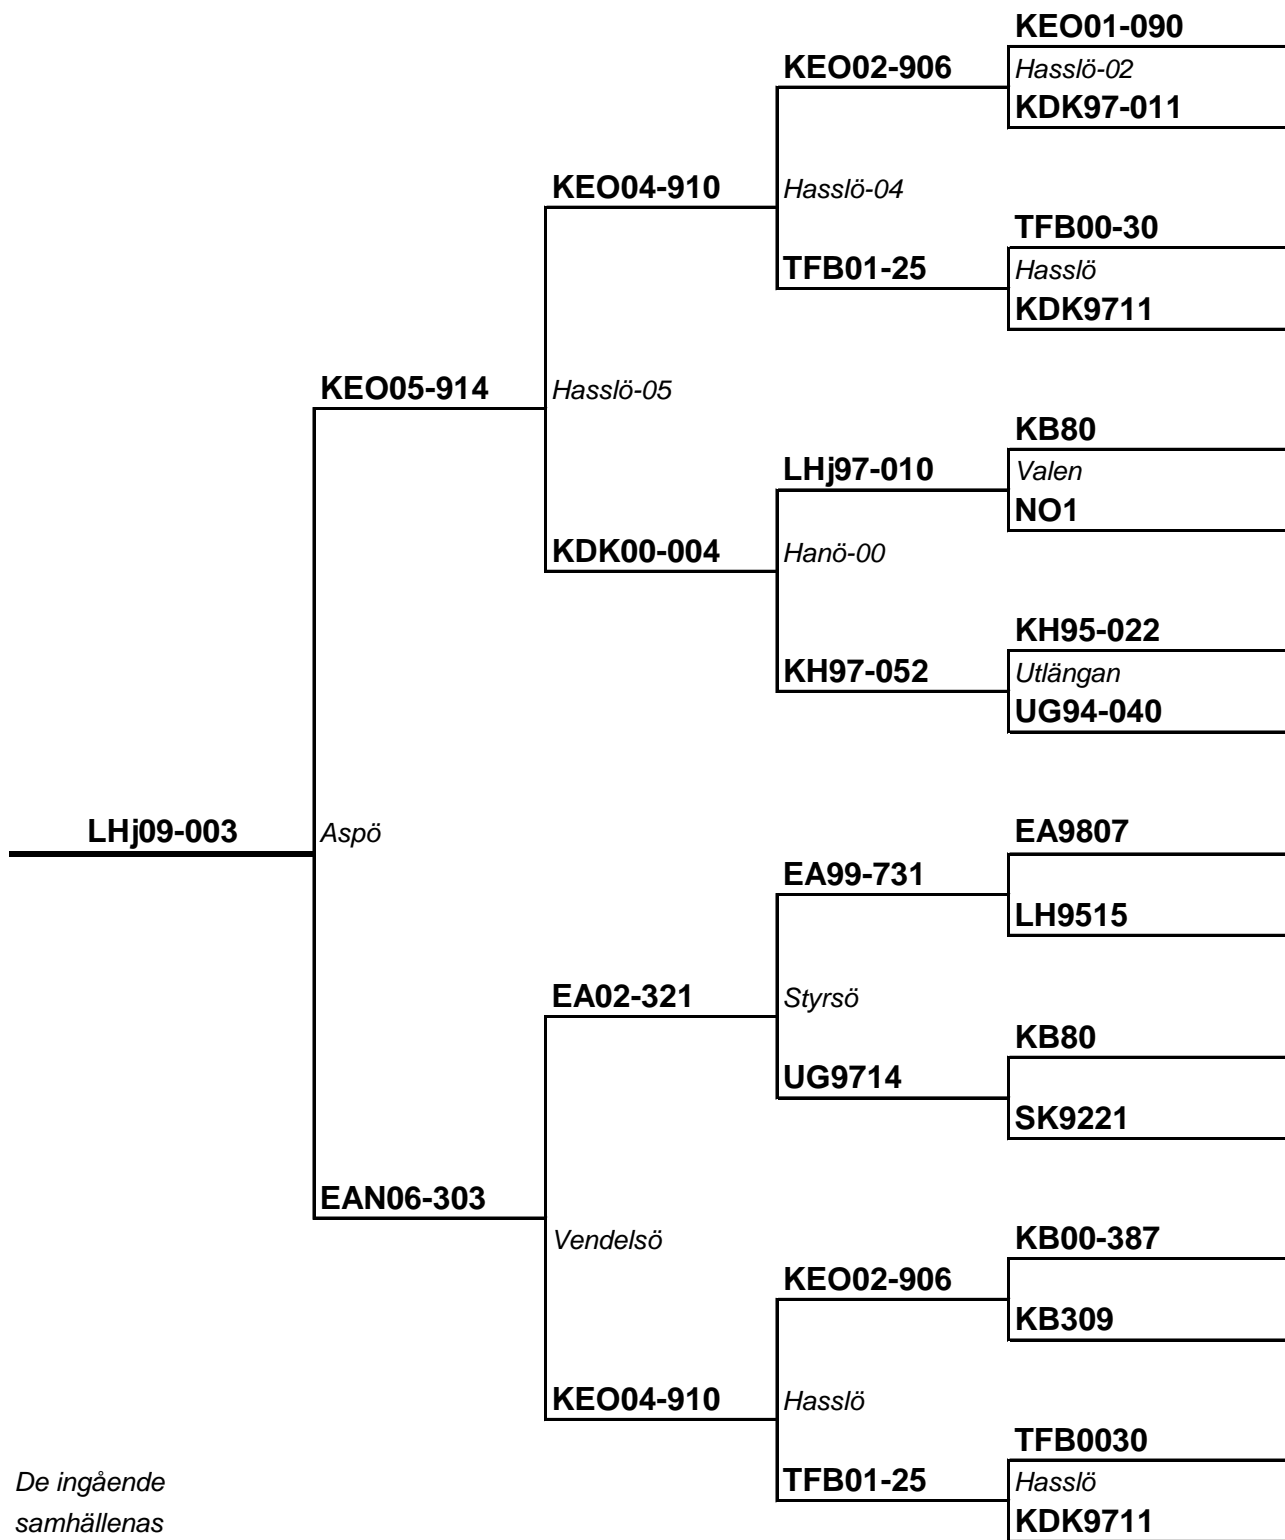 KEO01-090
KEO02-906
Hasslö-02
KDK97-011
KEO04-910
Hasslö-04
TFB00-30
TFB01-25
Hasslö
KDK9711
KEO05-914
Hasslö-05
KB80
LHj97-010
Valen
NO1
KDK00-004
Hanö-00
KH95-022
KH97-052
Utlängan
UG94-040
LHj09-003
Aspö
EA9807
EA99-731
LH9515
EA02-321
Styrsö
KB80
UG9714
SK9221
EAN06-303
Vendelsö
KB00-387
KEO02-906
KB309
KEO04-910
Hasslö
TFB0030
TFB01-25
Hasslö
KDK9711
De ingående
samhällenas